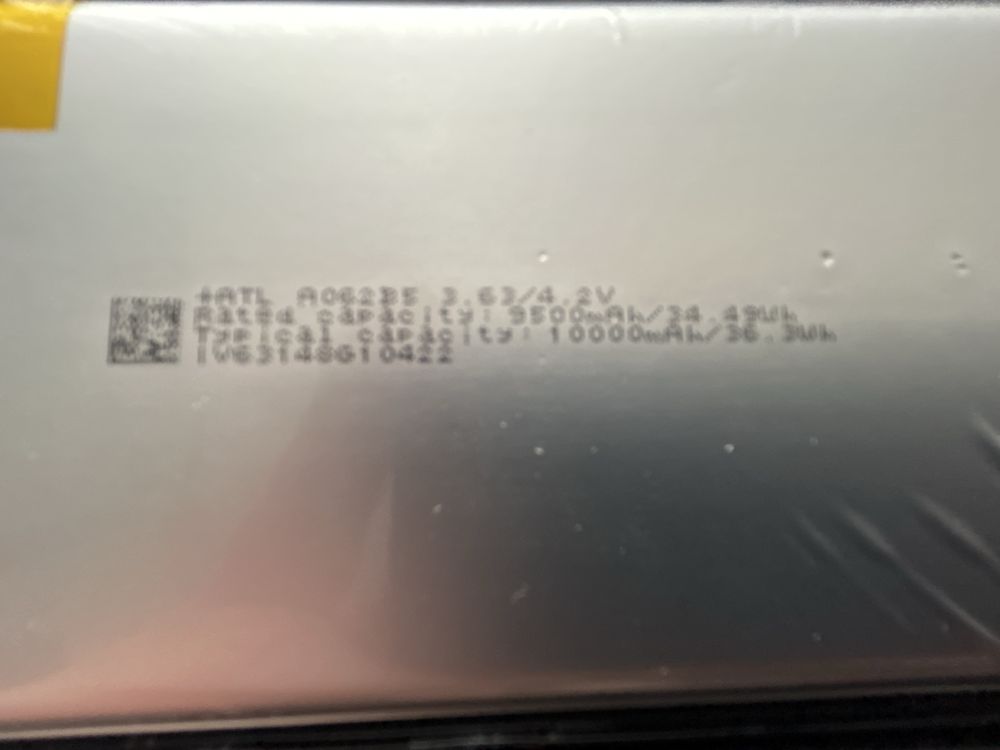 +ATL A062B5 3.63/4.2V
Rated capacity: 9500mAh/34.49Wh
Typical capacity: 10000mAh/36.3Wh
IV63148G10422